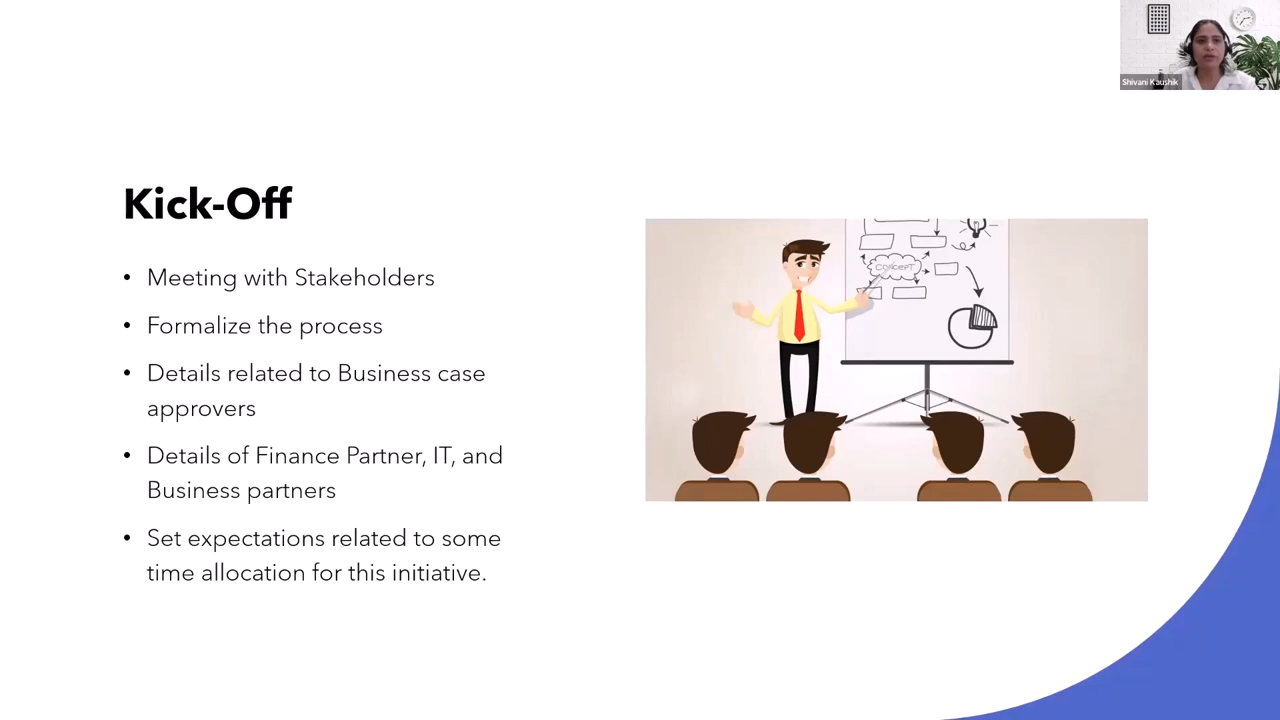 Shivani Kaushik
Kick-Off
• Meeting with Stakeholders
• Formalize the process
• Details related to Business case
approvers
• Details of Finance Partner, IT, and
Business partners
• Set expectations related to some
time allocation for this initiative.
CONCEPT